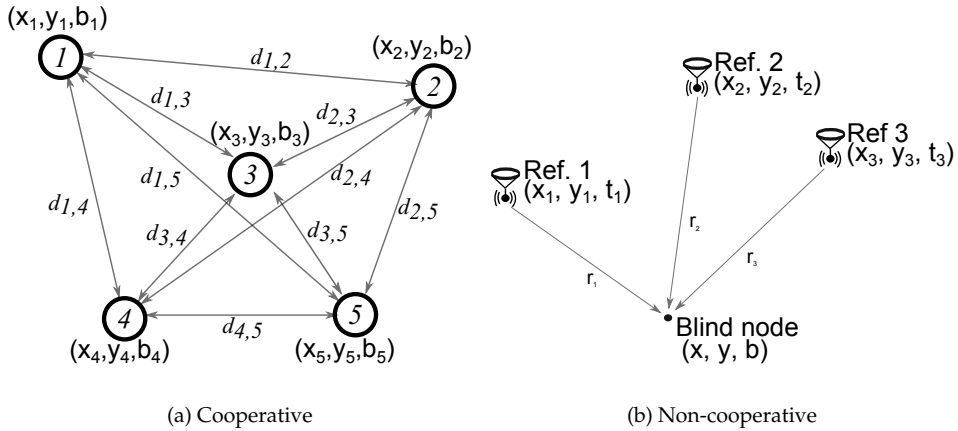 (x1,y1,b1)
1
(x2,y2,b2)
2
d1,2
d1,3
d2,3
(x3,y3,b3)
3
d1,5
d2,4
d1,4
d2,5
d3,4
d3,5
4
5
d4,5
(x4,y4,b4)
(x5,y5,b5)
(a) Cooperative
Ref. 2
(x2, y2, t2)
Ref 3
(x3, y3, t3)
Ref. 1
(x1, y1, t1)
r1
r2
r3
Blind node
(x, y, b)
(b) Non-cooperative